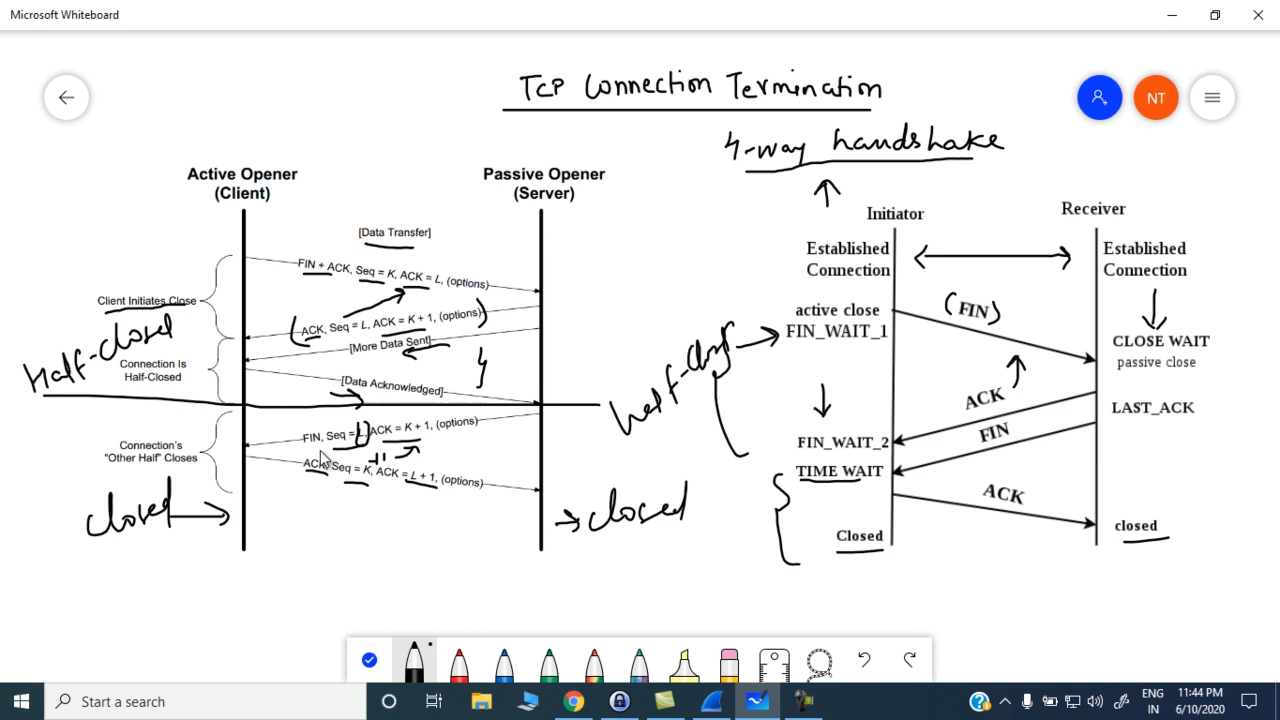 Microsoft Whiteboard
TCP Connection Termination
4-way handshake
NT
Active Opener
(Client)
Passive Opener
(Server)
[Data Transfer]
FIN + ACK, Seq = K, ACK = L, (options)
Client Initiates Close
ACK, Seq = L, ACK = K + 1, (options)
[More Data Sent]
Half-closed
Connection Is
Half-Closed
[Data Acknowledged]
FIN, Seq = L, ACK = K + 1, (options)
+1
Connection's
"Other Half" Closes
ACK, Seq = K, ACK = L + 1, (options)
closed
closed
Initiator
Receiver
Established
Connection
Established
Connection
active close
FIN_WAIT_1
(FIN)
CLOSE WAIT
passive close
half-closed
ACK
LAST_ACK
FIN_WAIT_2
FIN
TIME WAIT
ACK
Closed
closed
Start a search
ENG
IN
11:44 PM
6/10/2020